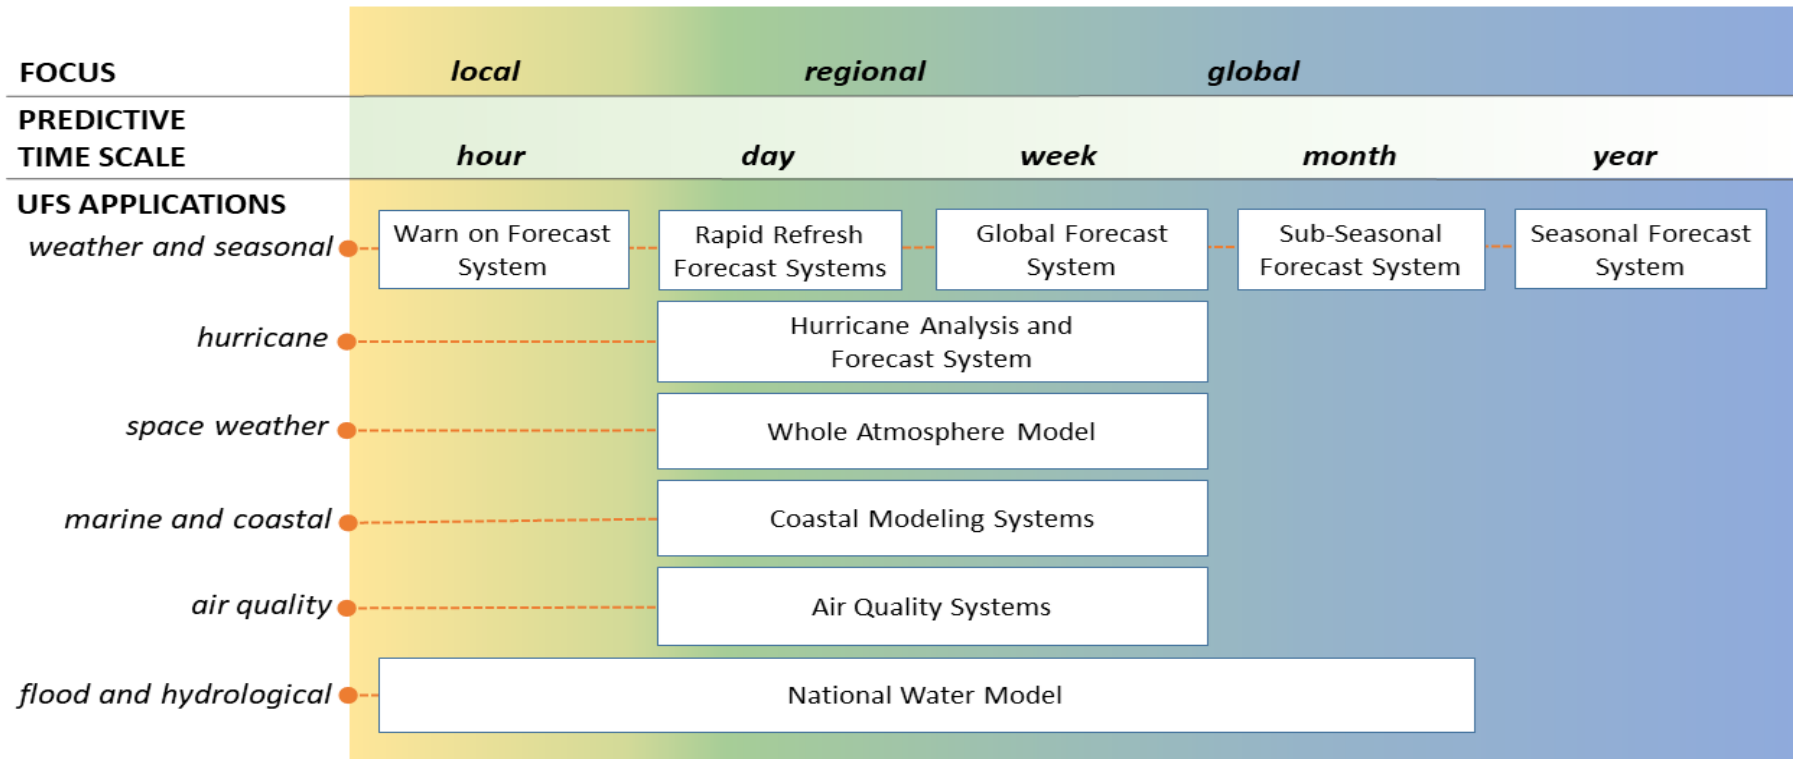 FOCUS local regional global
PREDICTIVE
TIME SCALE hour day week month year
UFS APPLICATIONS
weather and seasonal
Warn on Forecast
System
Rapid Refresh
Forecast Systems
Global Forecast
System
Sub-Seasonal
Forecast System
Seasonal Forecast
System
hurricane
Hurricane Analysis and
Forecast System
space weather
Whole Atmosphere Model
marine and coastal
Coastal Modeling Systems
air quality
Air Quality Systems
flood and hydrological
National Water Model